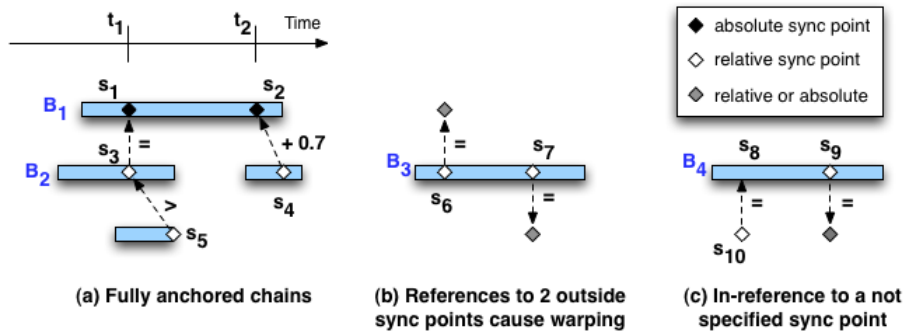 t1 t2 Time
s1 s2
B1
= + 0.7
s3
B2
s4
>
s5
(a) Fully anchored chains
s7
B3
=
s6
=
(b) References to 2 outside
sync points cause warping
absolute sync point
relative sync point
relative or absolute
s8 s9
B4
= =
s10
(c) In-reference to a not
specified sync point